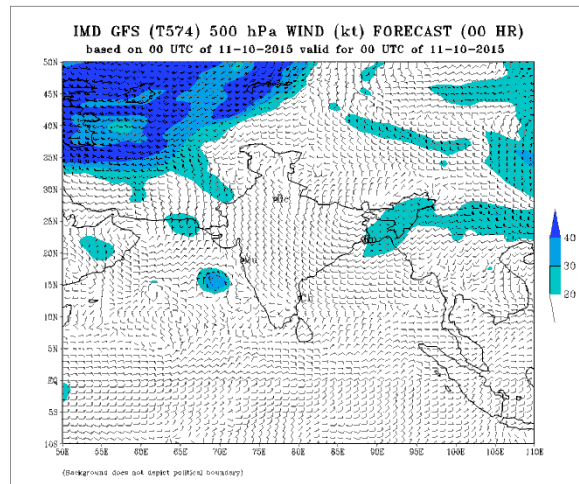 IMD GFS (T574) 500 hPa WIND (kt) FORECAST (00 HR)
based on 00 UTC of 11-10-2015 valid for 00 UTC of 11-10-2015
50N
45N
40N
35N
30N
25N
20N
15N
10N
5N
EQ
5S
10S
50E 55E 60E 65E 70E 75E 80E 85E 90E 95E 100E 105E 110E
40
30
20
(Background does not depict political boundary)